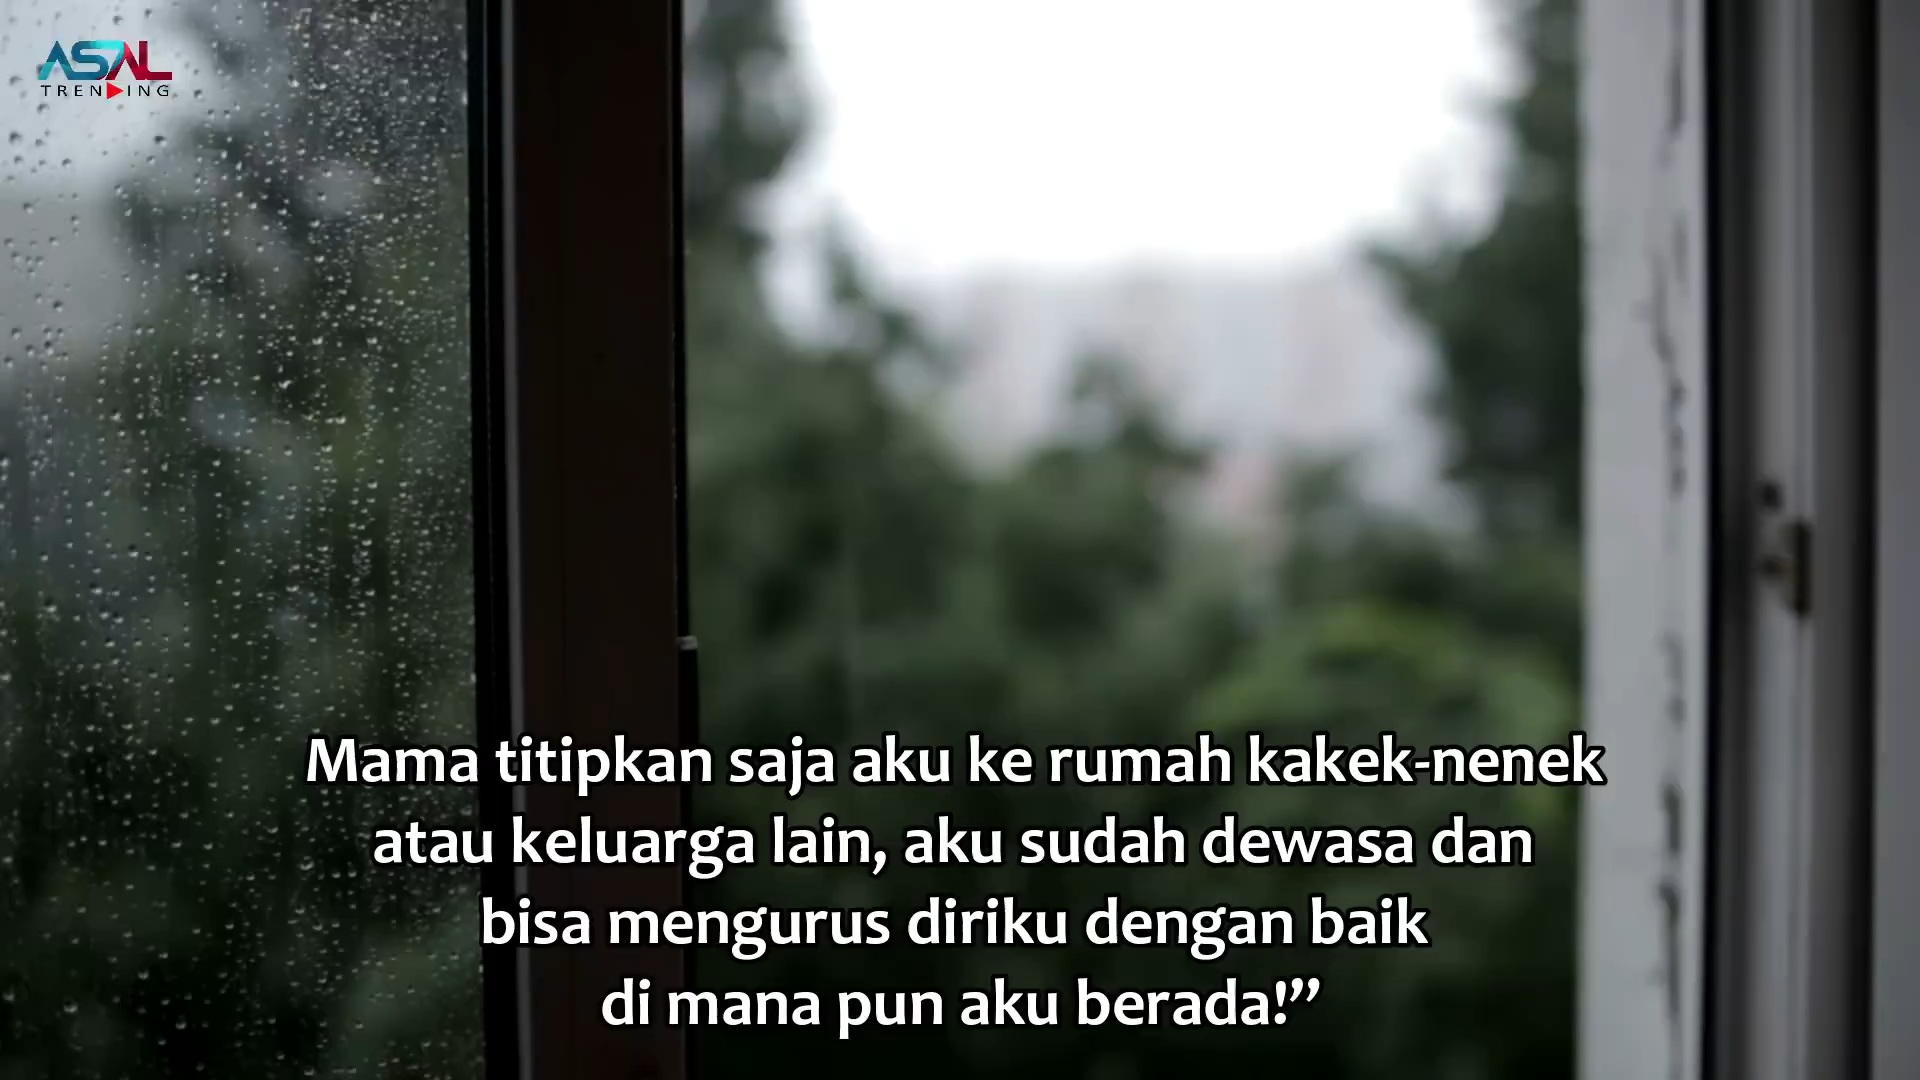 ASAL
TRENDING
Mama titipkan saja aku ke rumah kakek-nenek
atau keluarga lain, aku sudah dewasa dan
bisa mengurus diriku dengan baik
di mana pun aku berada!”